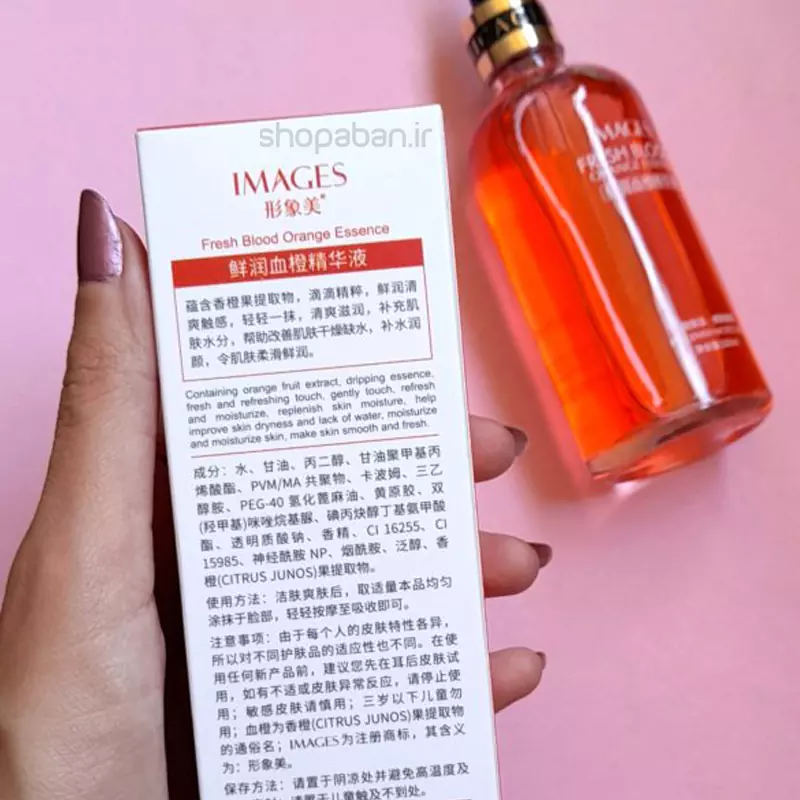 shopaban.ir
IMAGES
形象美®
Fresh Blood Orange Essence
鲜润血橙精华液
蕴含香橙果提取物，滴滴精粹，鲜润清
爽触感，轻轻一抹，清爽滋润，补充肌
肤水分，帮助改善肌肤干燥缺水，补水润
颜，令肌肤柔滑鲜润。
Containing orange fruit extract, dripping essence,
fresh and refreshing touch, gently touch, refresh
and moisturize, replenish skin moisture, help
improve skin dryness and lack of water, moisturize
and moisturize skin, make skin smooth and fresh.
成分：水、甘油、丙二醇、甘油聚甲基丙
烯酸酯、PVM/MA 共聚物、卡波姆、三乙
醇胺、PEG-40 氢化蓖麻油、黄原胶、双
(羟甲基)咪唑烷基脲、碘丙炔醇丁基氨甲酸
酯、透明质酸钠、香精、CI 16255、CI
15985、神经酰胺 NP、烟酰胺、泛醇、香
橙(CITRUS JUNOS)果提取物。
使用方法：洁肤爽肤后，取适量本品均匀
涂抹于脸部，轻轻按摩至吸收即可。
注意事项：由于每个人的皮肤特性各异，
所以对不同护肤品的适应性也不同。在使
用任何新产品前，建议您先在耳后皮肤试
用，如有不适或皮肤异常反应，请停止使
用；敏感皮肤请慎用；三岁以下儿童勿
用；血橙为香橙(CITRUS JUNOS)果提取物
的通俗名；IMAGES为注册商标，其含义
为：形象美。
保存方法：请置于阴凉处并避免高温度及
请置于儿童触及不到处。
FRESH BLOO